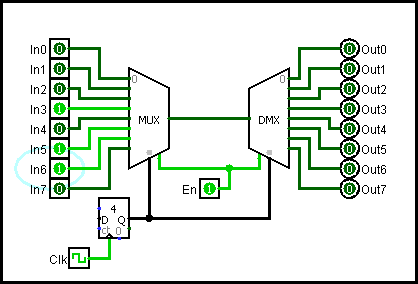 In0 0 0 Out0
In1 0 0 Out1
In2 0 0 0 0 Out2
In3 1 0 Out3
In4 0 MUX DMX 0 Out4
In5 1 0 Out5
In6 1 0 Out6
In7 0 En 1 0 Out7
4
D Q
ct 0
Clk